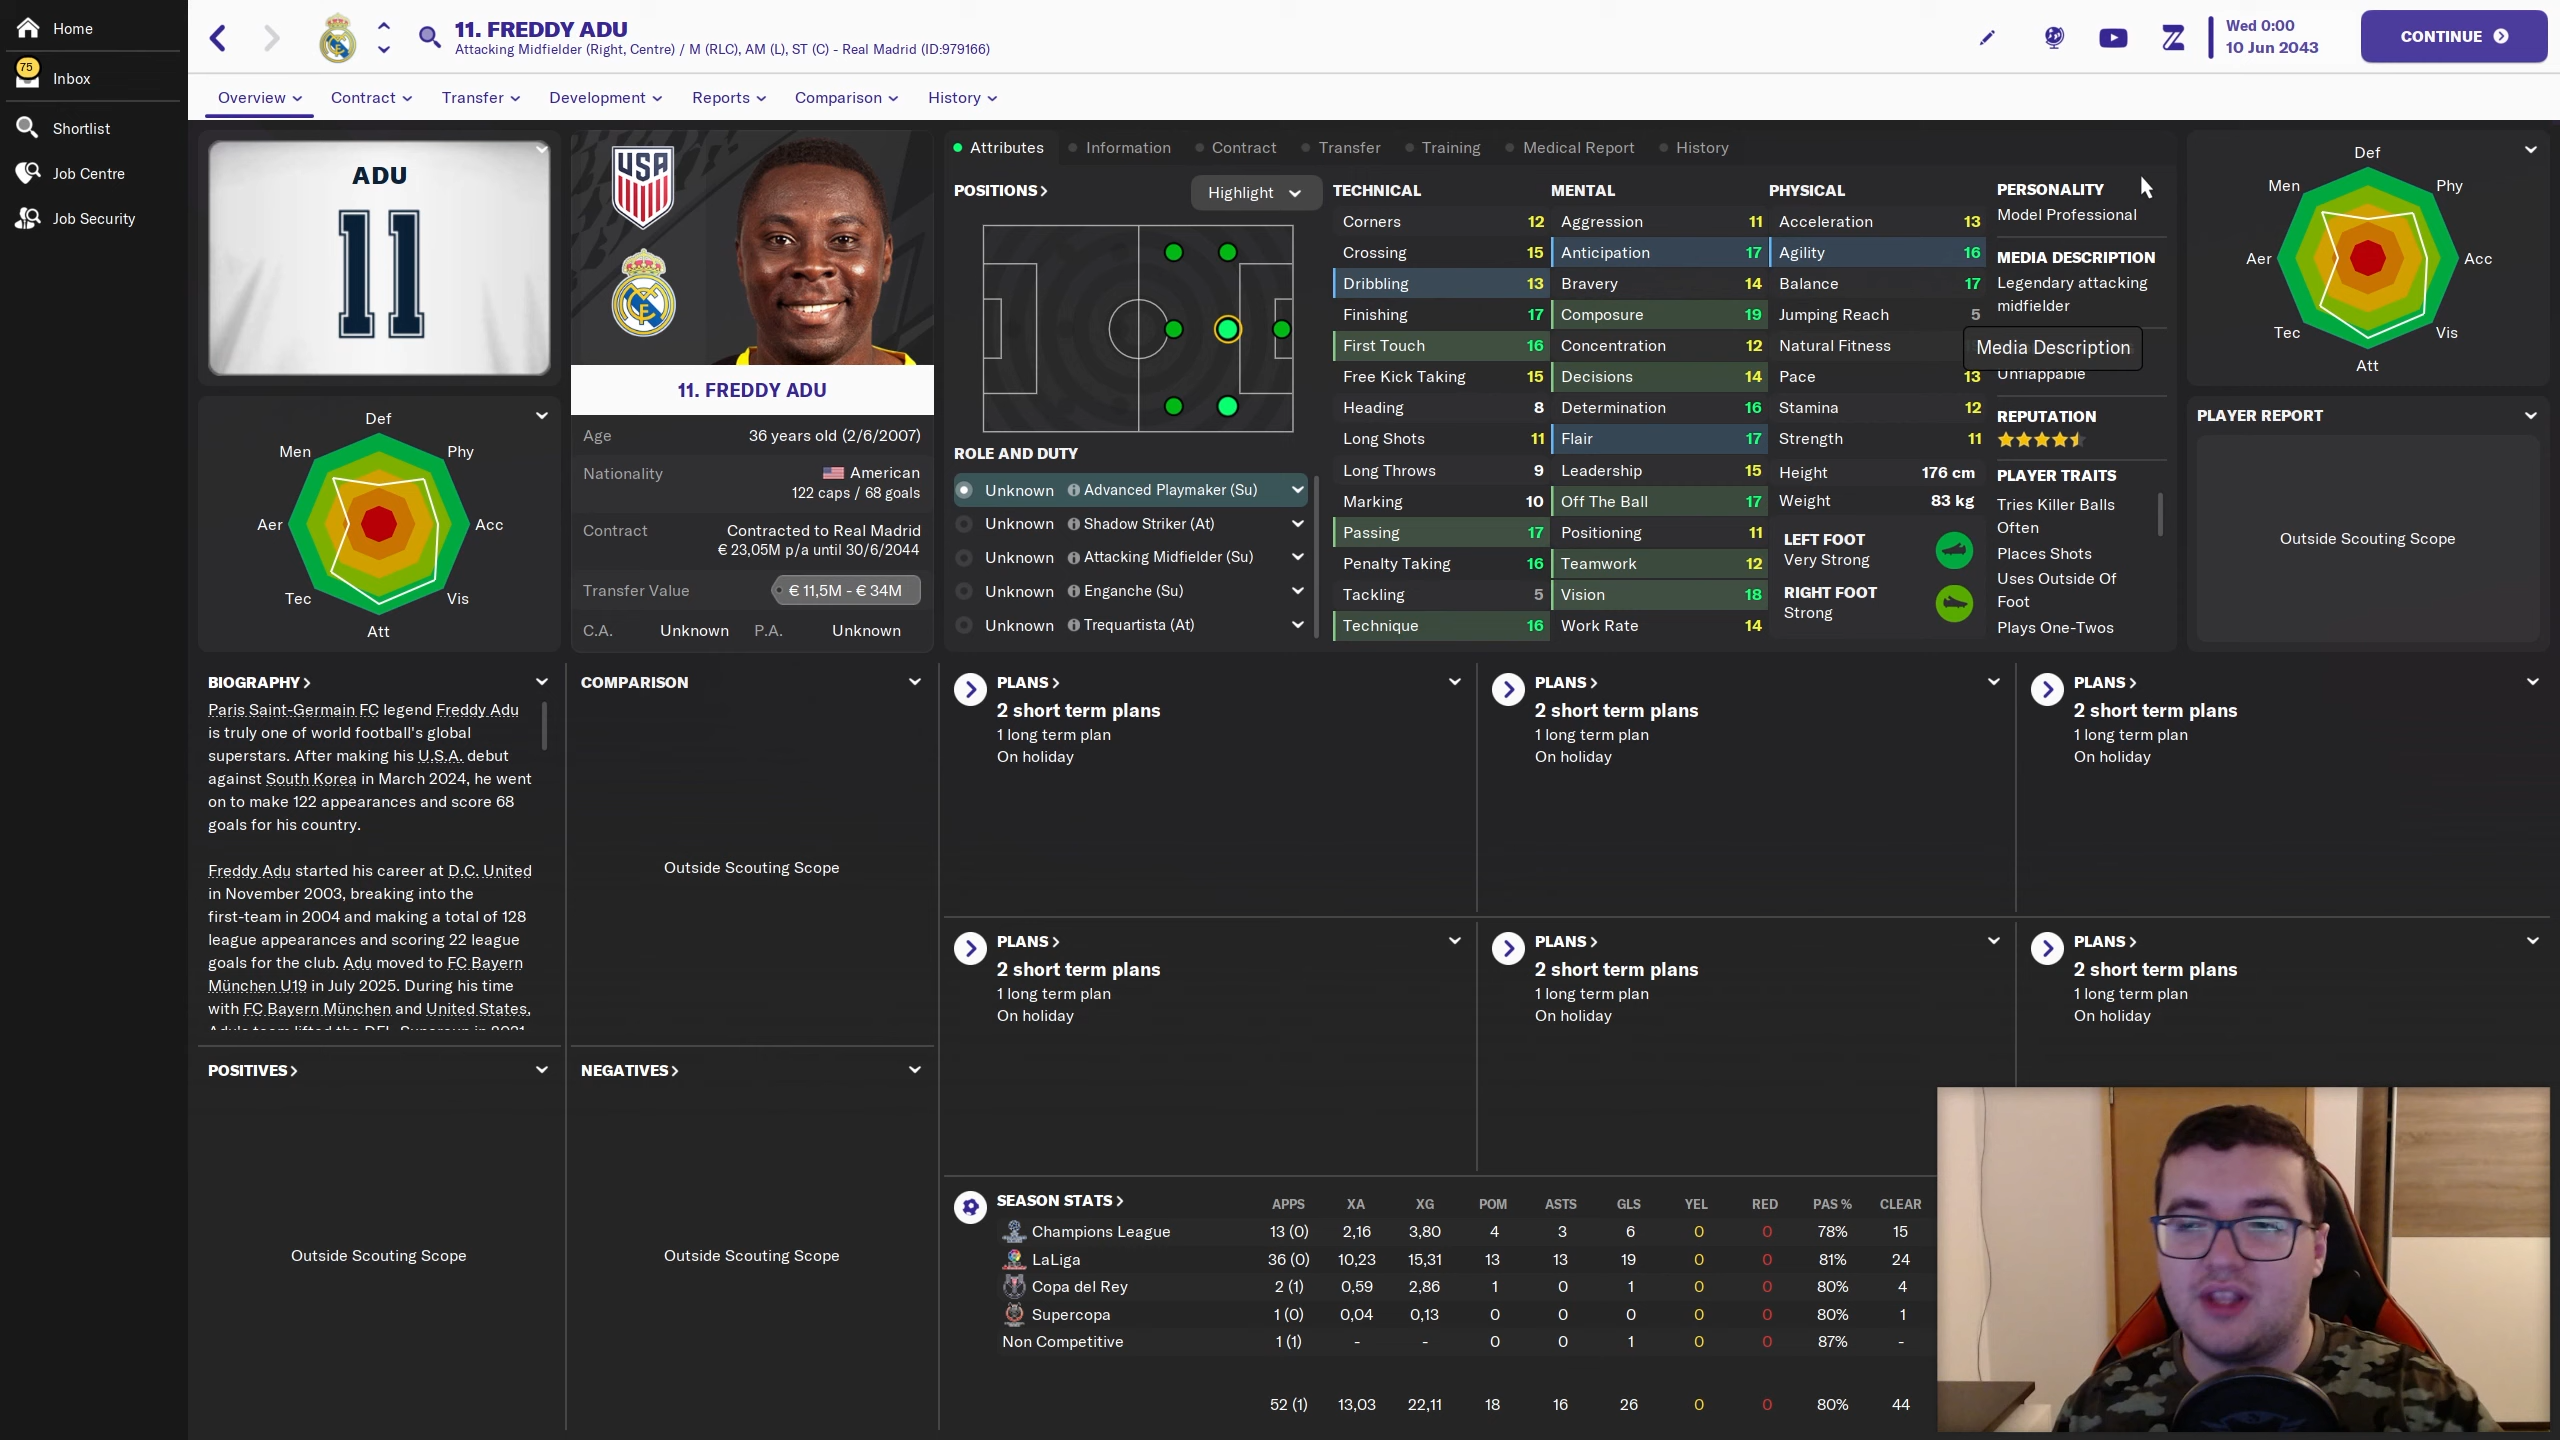 Home
75
Inbox
Shortlist
Job Centre
Job Security
11. FREDDY ADU
Attacking Midfielder (Right, Centre) / M (RLC), AM (L), ST (C) - Real Madrid (ID:979166)
Wed 0:00
10 Jun 2043
CONTINUE
Overview
Contract
Transfer
Development
Reports
Comparison
History
ADU
11
Def
Phy
Acc
Vis
Att
Tec
Aer
Men
USA
11. FREDDY ADU
Age 36 years old (2/6/2007)
Nationality American
122 caps / 68 goals
Contract Contracted to Real Madrid
€ 23,05M p/a until 30/6/2044
Transfer Value € 11,5M - € 34M
C.A. Unknown P.A. Unknown
Attributes
Information
Contract
Transfer
Training
Medical Report
History
POSITIONS
Highlight
ROLE AND DUTY
Unknown Advanced Playmaker (Su)
Unknown Shadow Striker (At)
Unknown Attacking Midfielder (Su)
Unknown Enganche (Su)
Unknown Trequartista (At)
TECHNICAL
Corners 12
Crossing 15
Dribbling 13
Finishing 17
First Touch 16
Free Kick Taking 15
Heading 8
Long Shots 11
Long Throws 9
Marking 10
Passing 17
Penalty Taking 16
Tackling 5
Technique 16
MENTAL
Aggression 11
Anticipation 17
Bravery 14
Composure 19
Concentration 12
Decisions 14
Determination 16
Flair 17
Leadership 15
Off The Ball 17
Positioning 11
Teamwork 12
Vision 18
Work Rate 14
PHYSICAL
Acceleration 13
Agility 16
Balance 17
Jumping Reach 5
Natural Fitness
Pace 13
Stamina 12
Strength 11
Height 176 cm
Weight 83 kg
LEFT FOOT
Very Strong
RIGHT FOOT
Strong
PERSONALITY
Model Professional
MEDIA DESCRIPTION
Legendary attacking
midfielder
Media Description
Unflappable
REPUTATION
PLAYER TRAITS
Tries Killer Balls
Often
Places Shots
Uses Outside Of
Foot
Plays One-Twos
Def
Phy
Acc
Vis
Att
Tec
Aer
Men
PLAYER REPORT
Outside Scouting Scope
BIOGRAPHY
Paris Saint-Germain FC legend Freddy Adu
is truly one of world football's global
superstars. After making his U.S.A. debut
against South Korea in March 2024, he went
on to make 122 appearances and score 68
goals for his country.
Freddy Adu started his career at D.C. United
in November 2003, breaking into the
first-team in 2004 and making a total of 128
league appearances and scoring 22 league
goals for the club. Adu moved to FC Bayern
München U19 in July 2025. During his time
with FC Bayern München and United States,
Adu's team lifted the DFL-Supercup in 2031
COMPARISON
Outside Scouting Scope
POSITIVES
Outside Scouting Scope
NEGATIVES
Outside Scouting Scope
PLANS
2 short term plans
1 long term plan
On holiday
PLANS
2 short term plans
1 long term plan
On holiday
PLANS
2 short term plans
1 long term plan
On holiday
PLANS
2 short term plans
1 long term plan
On holiday
PLANS
2 short term plans
1 long term plan
On holiday
PLANS
2 short term plans
1 long term plan
On holiday
SEASON STATS APPS XA XG POM ASTS GLS YEL RED PAS % CLEAR
Champions League 13 (0) 2,16 3,80 4 3 6 0 0 78% 15
LaLiga 36 (0) 10,23 15,31 13 13 19 0 0 81% 24
Copa del Rey 2 (1) 0,59 2,86 1 0 1 0 0 80% 4
Supercopa 1 (0) 0,04 0,13 0 0 0 0 0 80% 1
Non Competitive 1 (1) - - 0 0 1 0 0 87% -
52 (1) 13,03 22,11 18 16 26 0 0 80% 44